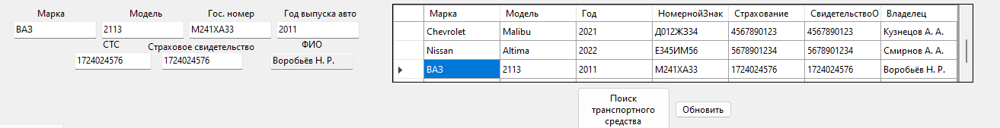 Марка Модель Гос. номер Год выпуска авто
ВАЗ 2113 М241ХА33 2011
СТС Страховое свидетельство ФИО
1724024576 1724024576 Воробьёв Н. Р.
Марка Модель Год НомернойЗнак Страхование СвидетельствоО Владелец
Chevrolet Malibu 2021 Д012ЖЗ34 4567890123 4567890123 Кузнецов А. А.
Nissan Altima 2022 Е345ИМ56 5678901234 5678901234 Смирнов А. А.
ВАЗ 2113 2011 М241ХА33 1724024576 1724024576 Воробьёв Н. Р.
Поиск
транспортного
средства
Обновить